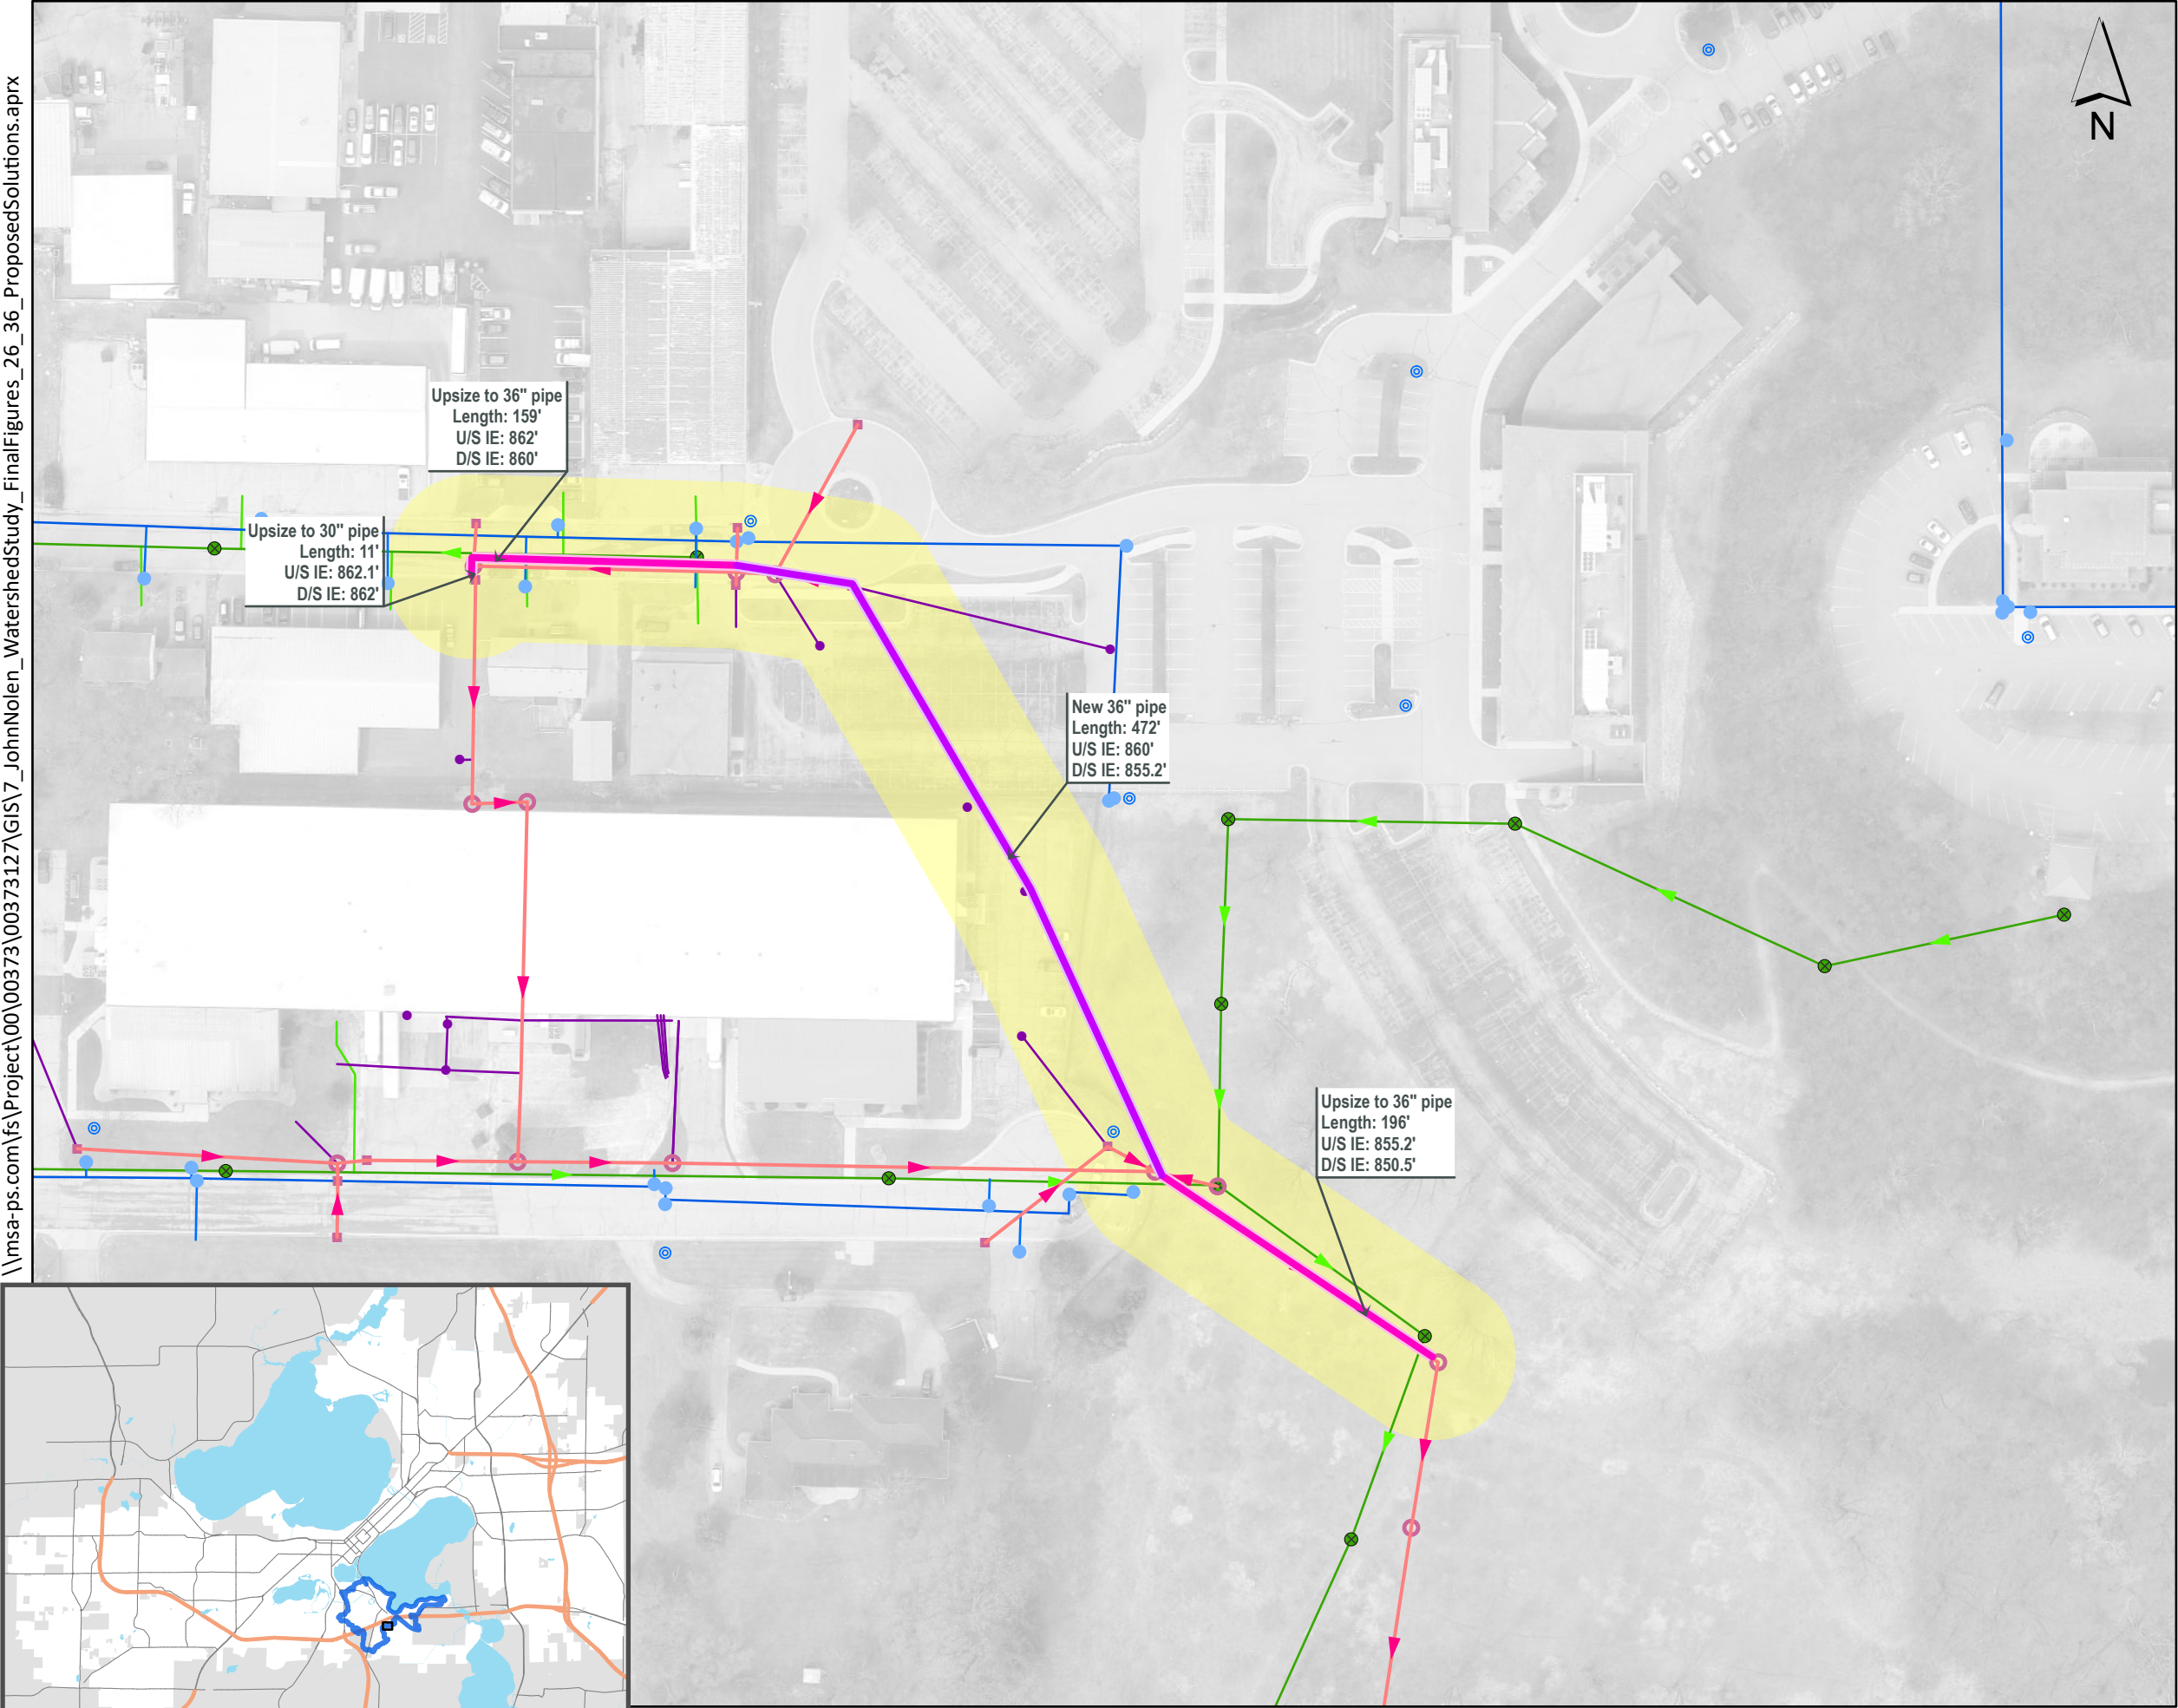 \\msa-ps.com\fs\Project\00\00373\00373127\GIS\7_JohnNolen_WatershedStudy_FinalFigures_26_36_ProposedSolutions.aprx
N
Upsize to 36" pipe
Length: 159'
U/S IE: 862'
D/S IE: 860'
Upsize to 30" pipe
Length: 11'
U/S IE: 862.1'
D/S IE: 862'
New 36" pipe
Length: 472'
U/S IE: 860'
D/S IE: 855.2'
Upsize to 36" pipe
Length: 196'
U/S IE: 855.2'
D/S IE: 850.5'